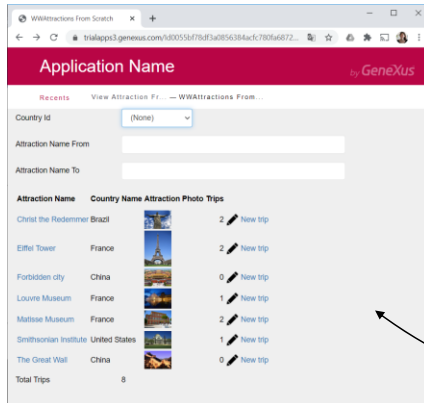 WWAttractions From Scratch
trialapps3.genexus.com/Id0055bf78df3a0856384acfc780fa6872...
Application Name
by GeneXus
Recents View Attraction Fr... — WWAttractions From...
Country Id (None)
Attraction Name From
Attraction Name To
Attraction Name Country Name Attraction Photo Trips
Christ the Redemmer Brazil 2 New trip
Eiffel Tower France 2 New trip
Forbidden city China 0 New trip
Louvre Museum France 1 New trip
Matisse Museum France 2 New trip
Smithsonian Institute United States 1 New trip
The Great Wall China 0 New trip
Total Trips 8